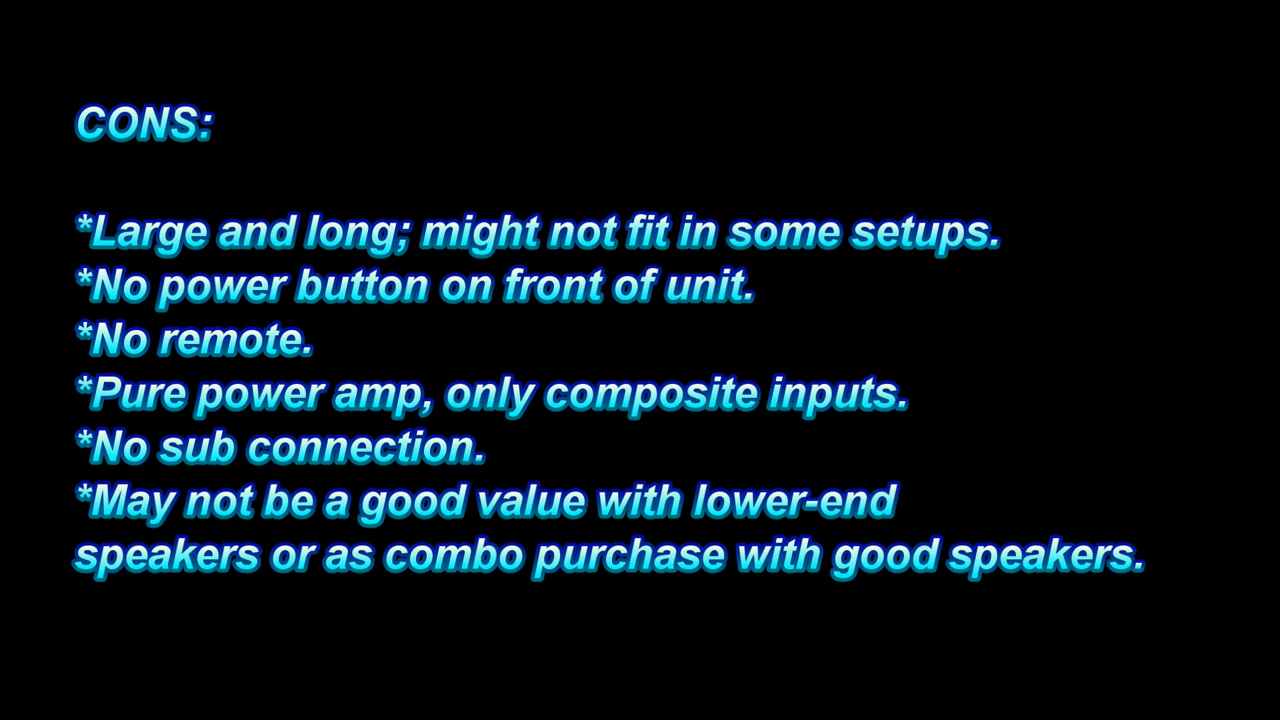 CONS:
*Large and long; might not fit in some setups.
*No power button on front of unit.
*No remote.
*Pure power amp, only composite inputs.
*No sub connection.
*May not be a good value with lower-end
speakers or as combo purchase with good speakers.